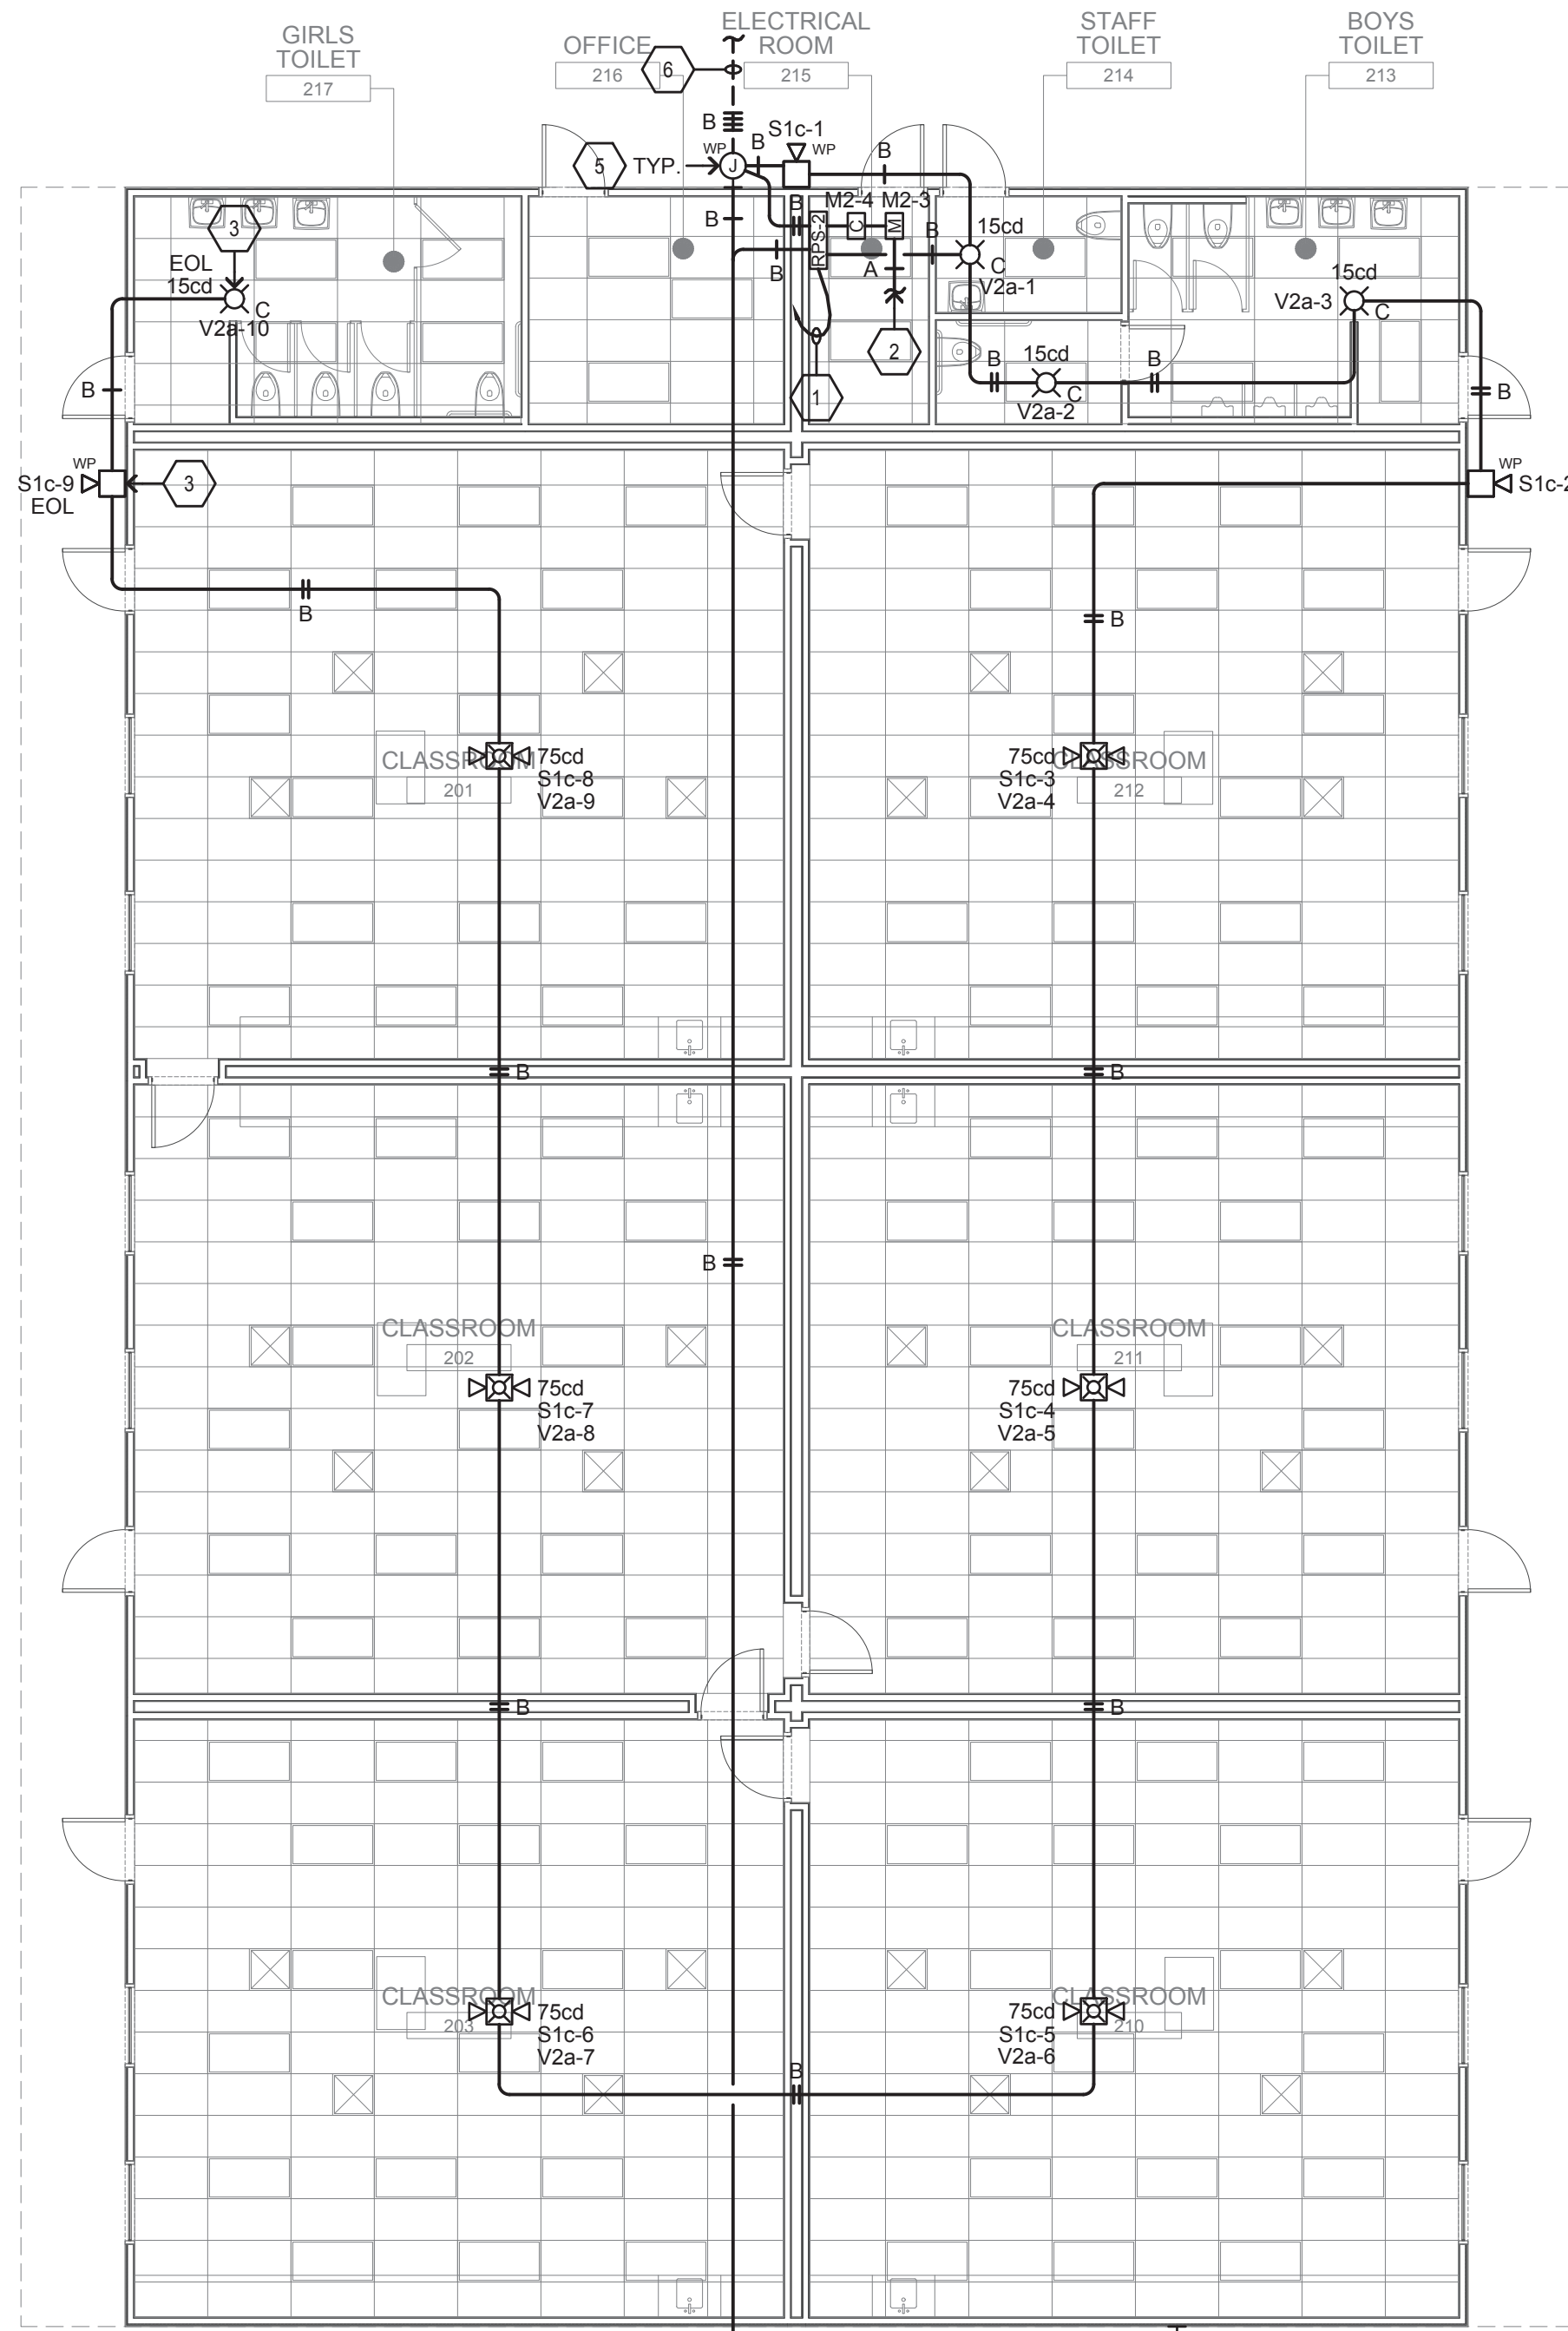 GIRLS
TOILET
217
OFFICE
216
6
ELECTRICAL
ROOM
215
STAFF
TOILET
214
BOYS
TOILET
213
B
S1c-1
WP
5
TYP.
WP
J
B
B
B
B
M2-4
M2-3
RPS-2
C
M
B
A
B
15cd
C
V2a-1
3
EOL
15cd
C
V2a-10
15cd
V2a-3
C
2
1
B
15cd
C
V2a-2
B
B
B
WP
S1c-9
EOL
3
WP
S1c-2
B
B
CLASSROOM
201
75cd
S1c-8
V2a-9
CLASSROOM
212
75cd
S1c-3
V2a-4
B
B
B
CLASSROOM
202
75cd
S1c-7
V2a-8
CLASSROOM
211
75cd
S1c-4
V2a-5
B
B
CLASSROOM
203
75cd
S1c-6
V2a-7
CLASSROOM
210
75cd
S1c-5
V2a-6
B